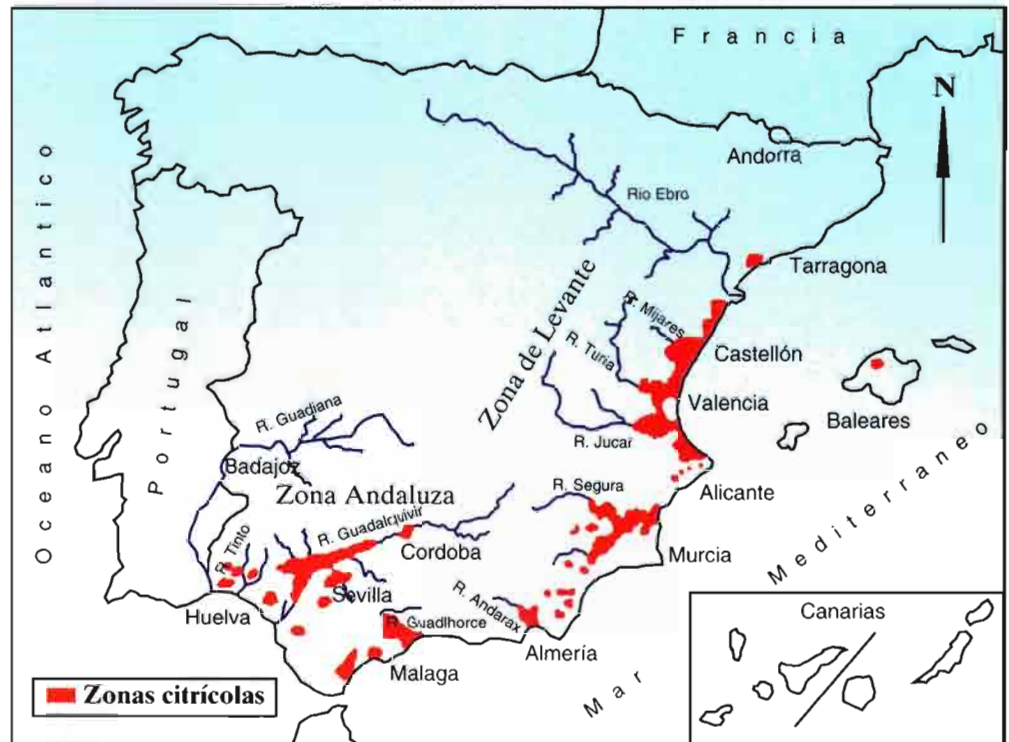 Francia
N
Andorra
Rio Ebro
Tarragona
Oceano Atlantico
Portugal
Zona de Levante
R. Mijares
Castellón
R. Turia
Valencia
Baleares
R. Guadiana
R. Jucar
Badajoz
Zona Andaluza
R. Segura
Alicante
Mar Mediterraneo
R. Guadalquivir
Cordoba
R. Tinto
Murcia
Sevilla
R. Andarax
Huelva
R. Guadlhorce
Almería
Malaga
Canarias
Zonas citrícolas